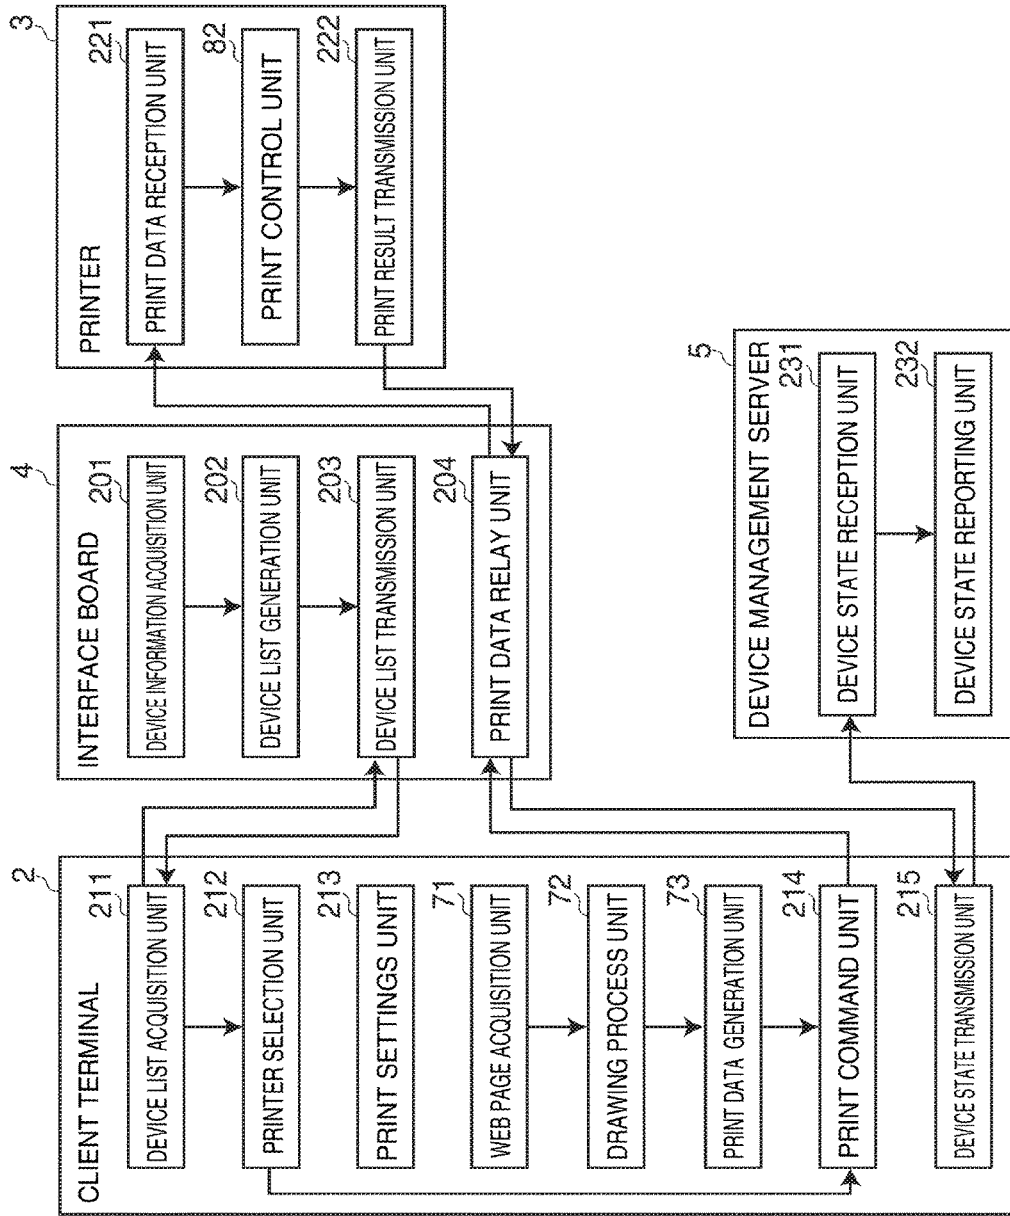 2
CLIENT TERMINAL
211
DEVICE LIST ACQUISITION UNIT
212
PRINTER SELECTION UNIT
213
PRINT SETTINGS UNIT
71
WEB PAGE ACQUISITION UNIT
72
DRAWING PROCESS UNIT
73
PRINT DATA GENERATION UNIT
214
PRINT COMMAND UNIT
215
DEVICE STATE TRANSMISSION UNIT
4
INTERFACE BOARD
201
DEVICE INFORMATION ACQUISITION UNIT
202
DEVICE LIST GENERATION UNIT
203
DEVICE LIST TRANSMISSION UNIT
204
PRINT DATA RELAY UNIT
3
PRINTER
221
PRINT DATA RECEPTION UNIT
82
PRINT CONTROL UNIT
222
PRINT RESULT TRANSMISSION UNIT
5
DEVICE MANAGEMENT SERVER
231
DEVICE STATE RECEPTION UNIT
232
DEVICE STATE REPORTING UNIT